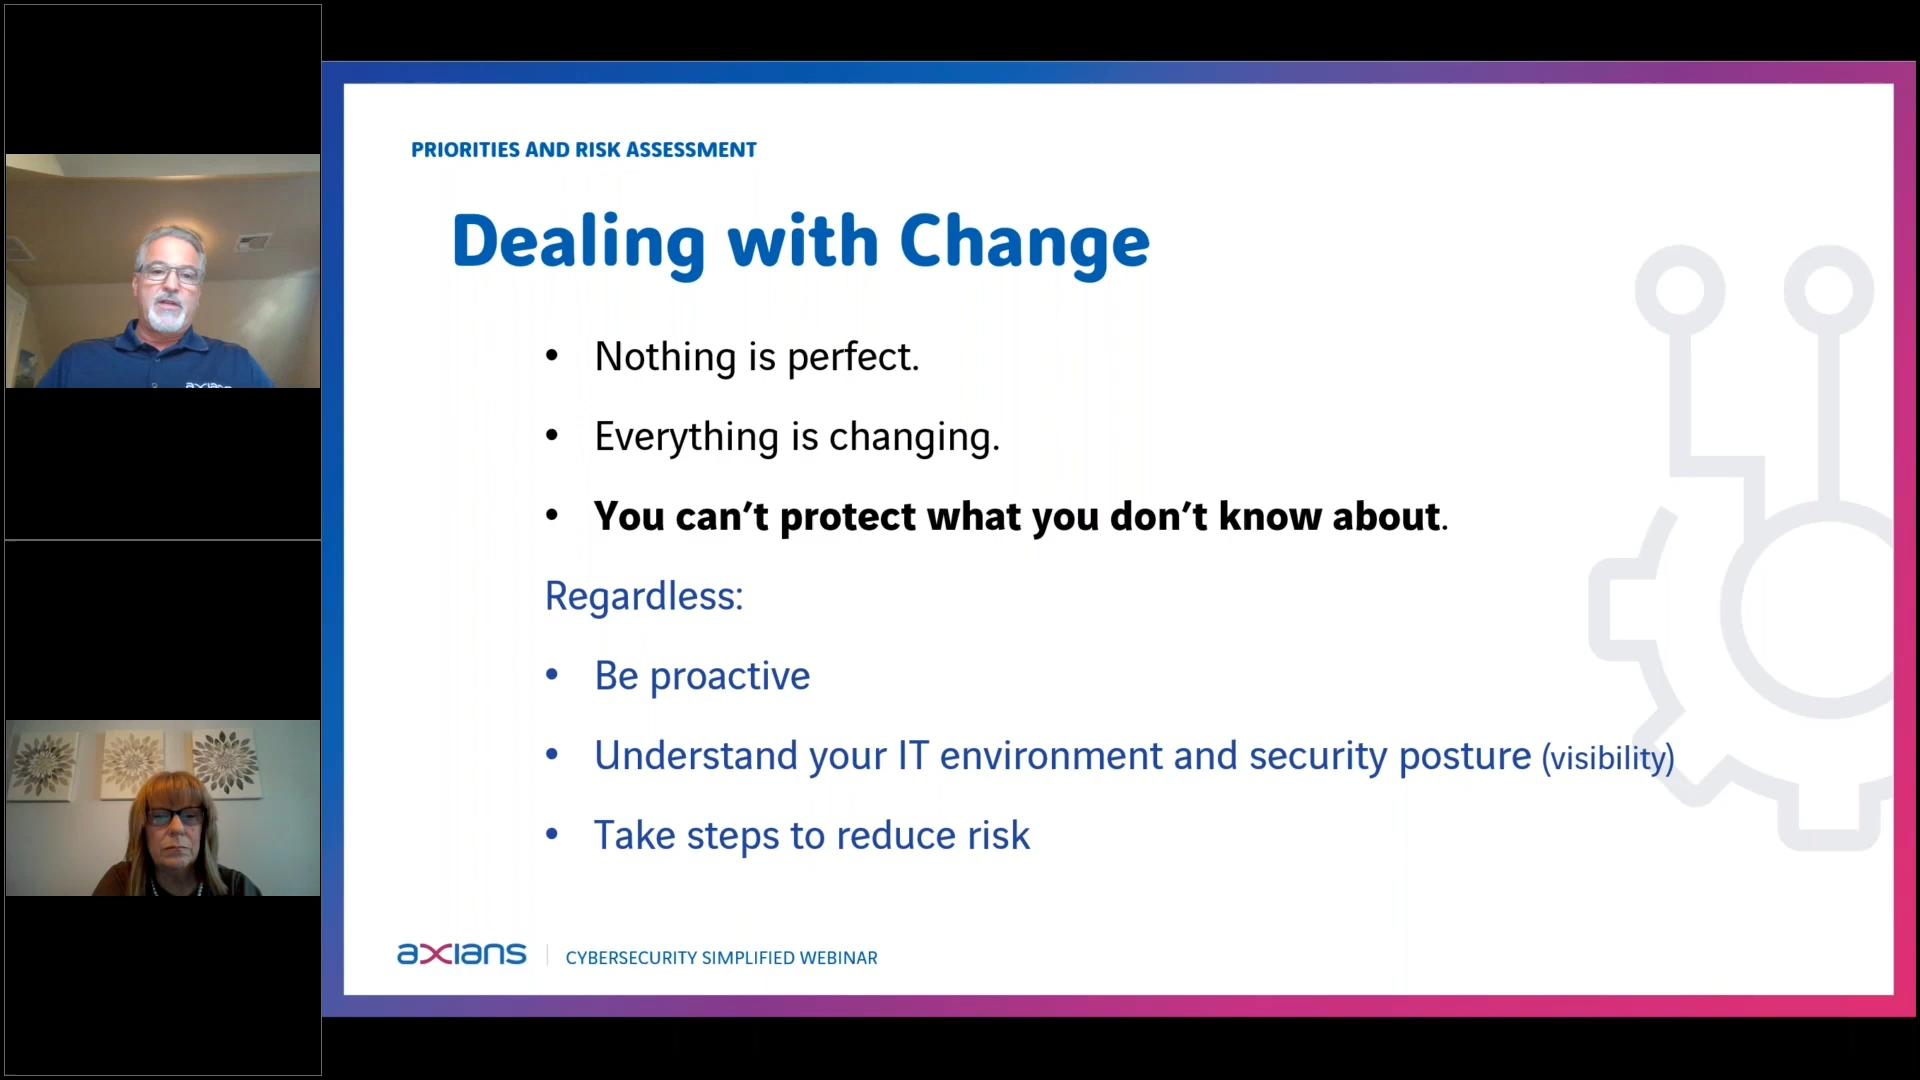 PRIORITIES AND RISK ASSESSMENT
Dealing with Change
• Nothing is perfect.
• Everything is changing.
• You can’t protect what you don’t know about.
Regardless:
• Be proactive
• Understand your IT environment and security posture (visibility)
• Take steps to reduce risk
axians
CYBERSECURITY SIMPLIFIED WEBINAR
axians